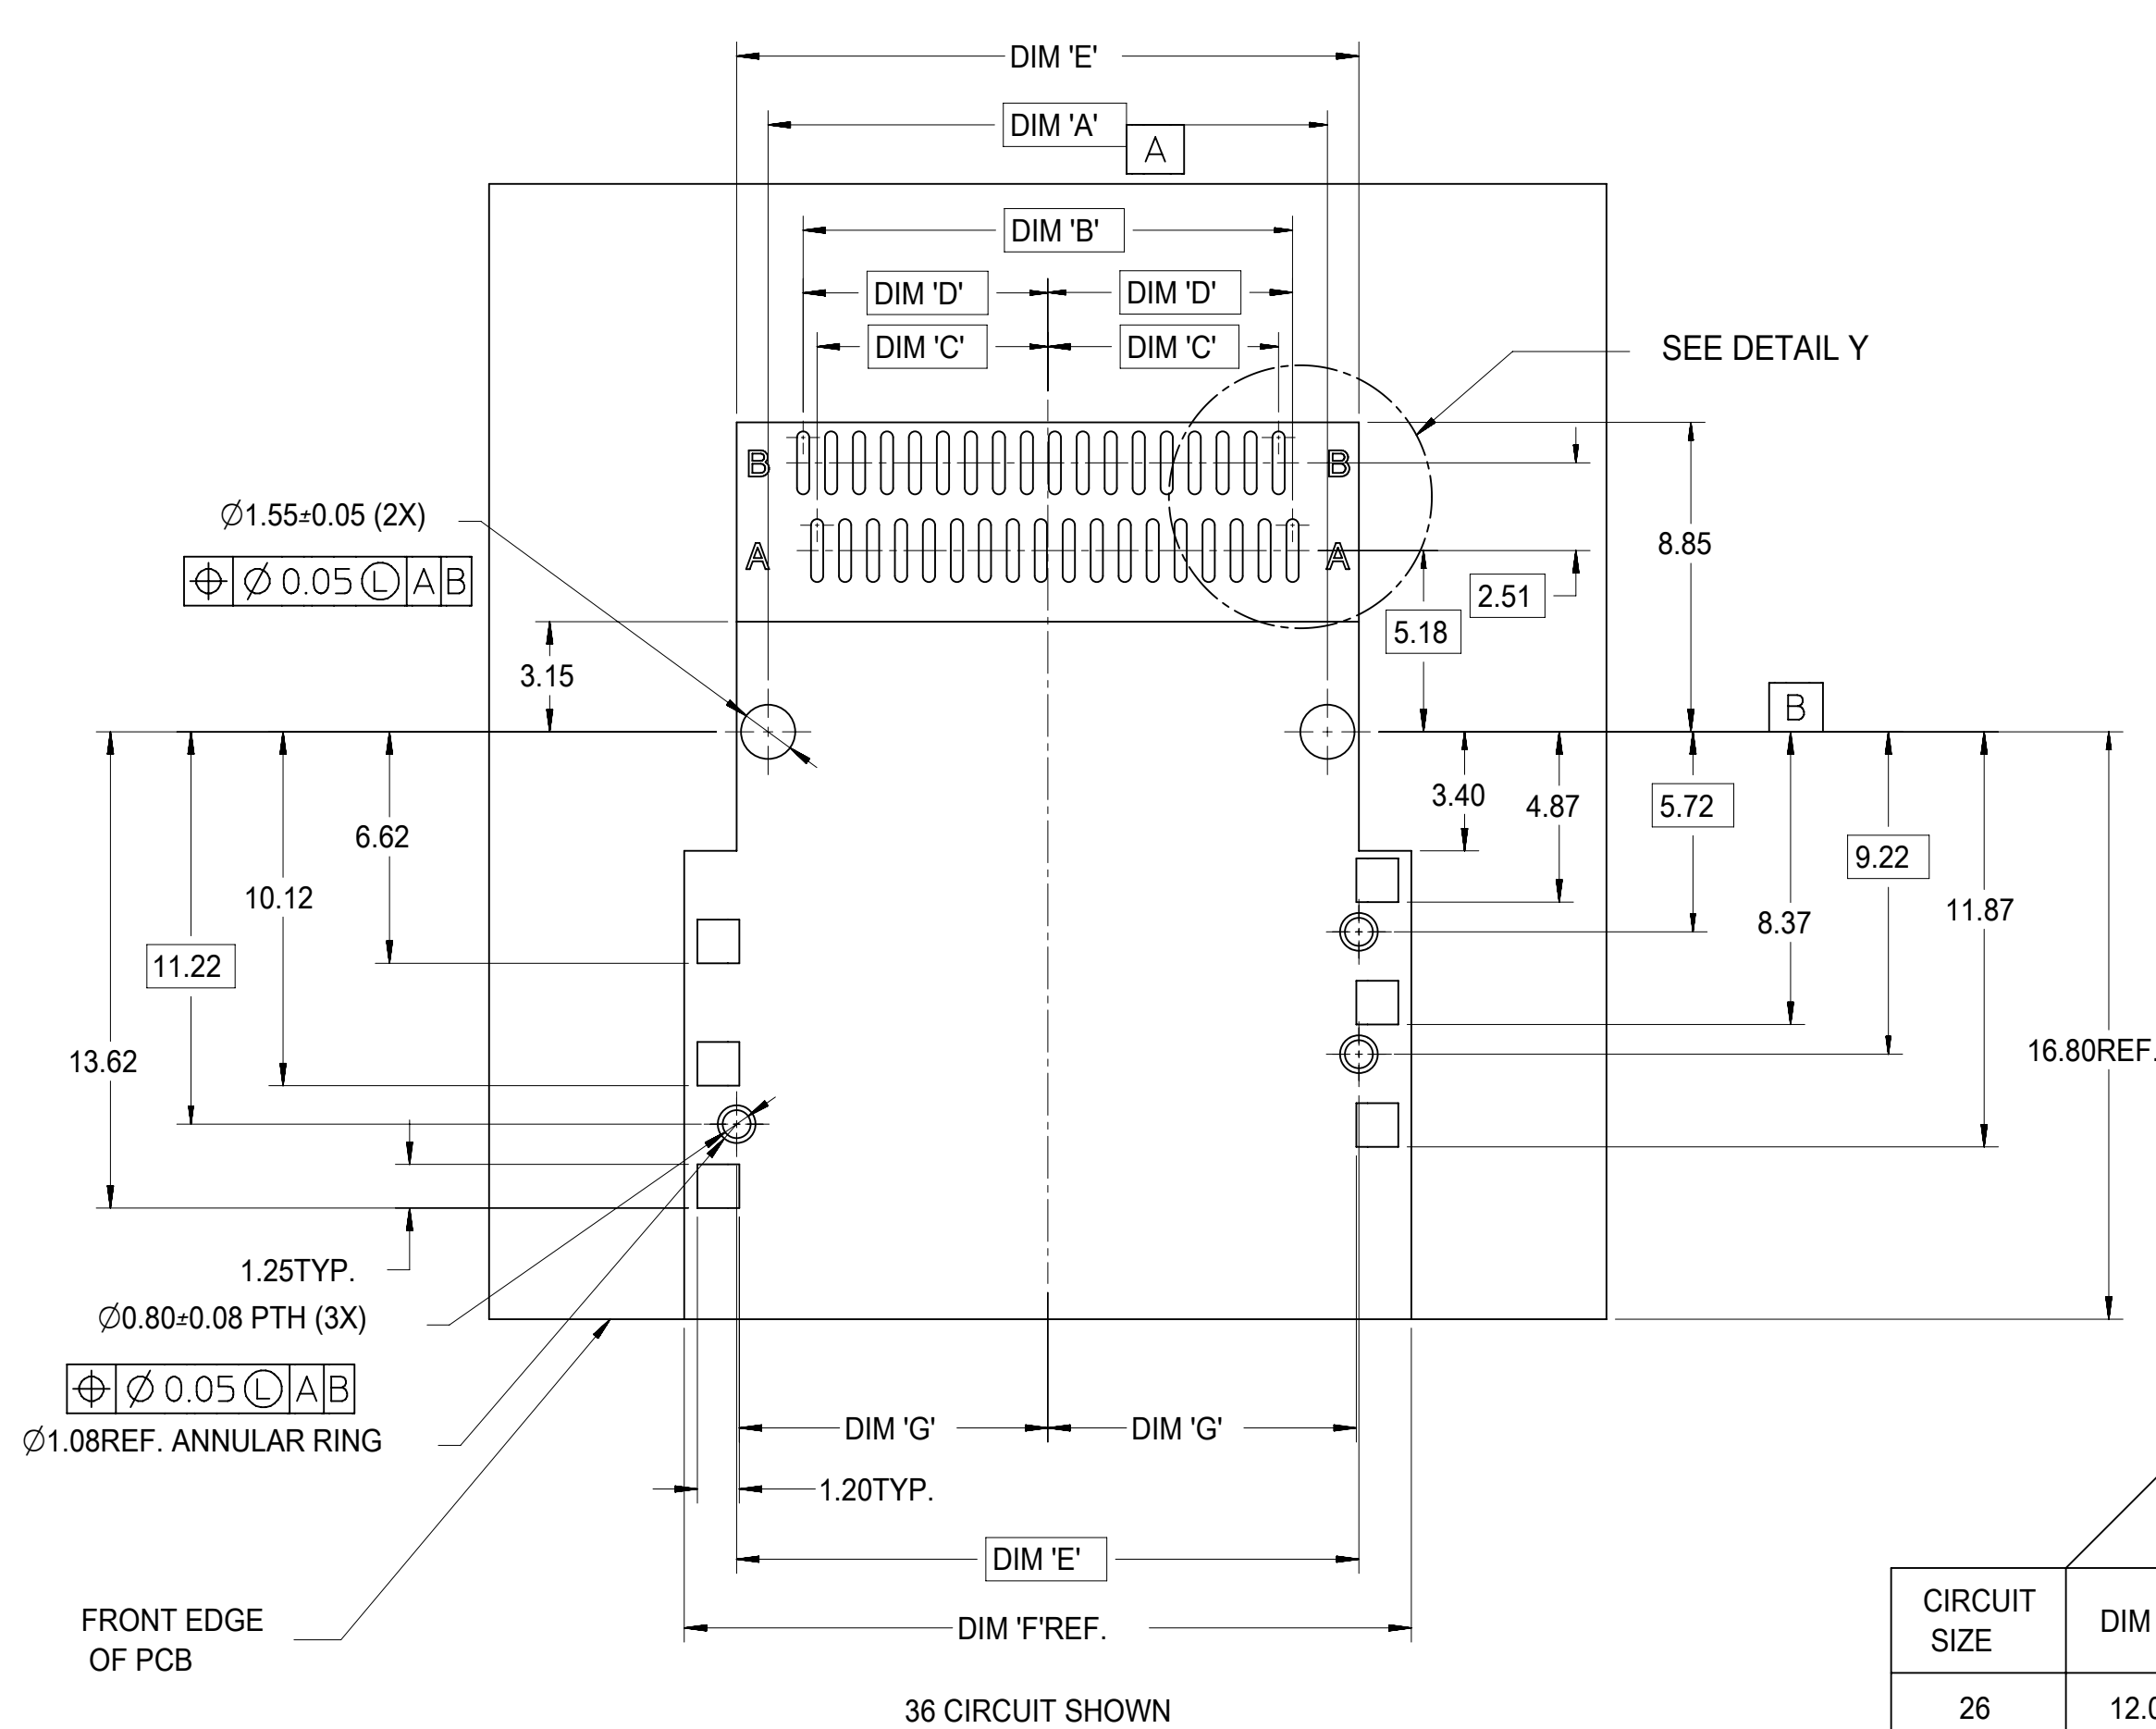 DIM 'E'
DIM 'A'
A
DIM 'B'
DIM 'D' DIM 'D'
DIM 'C' DIM 'C'
SEE DETAIL Y
B B
A A
Ø1.55±0.05 (2X)
⌖ Ø 0.05 Ⓛ A B
8.85
2.51
5.18
3.15
B
3.40
4.87
5.72
6.62
9.22
10.12
11.87
8.37
11.22
13.62
16.80REF.
1.25TYP.
Ø0.80±0.08 PTH (3X)
⌖ Ø 0.05 Ⓛ A B
Ø1.08REF. ANNULAR RING
DIM 'G' DIM 'G'
1.20TYP.
DIM 'E'
FRONT EDGE
OF PCB
DIM 'F'REF.
36 CIRCUIT SHOWN
CIRCUIT
SIZE
DIM
26